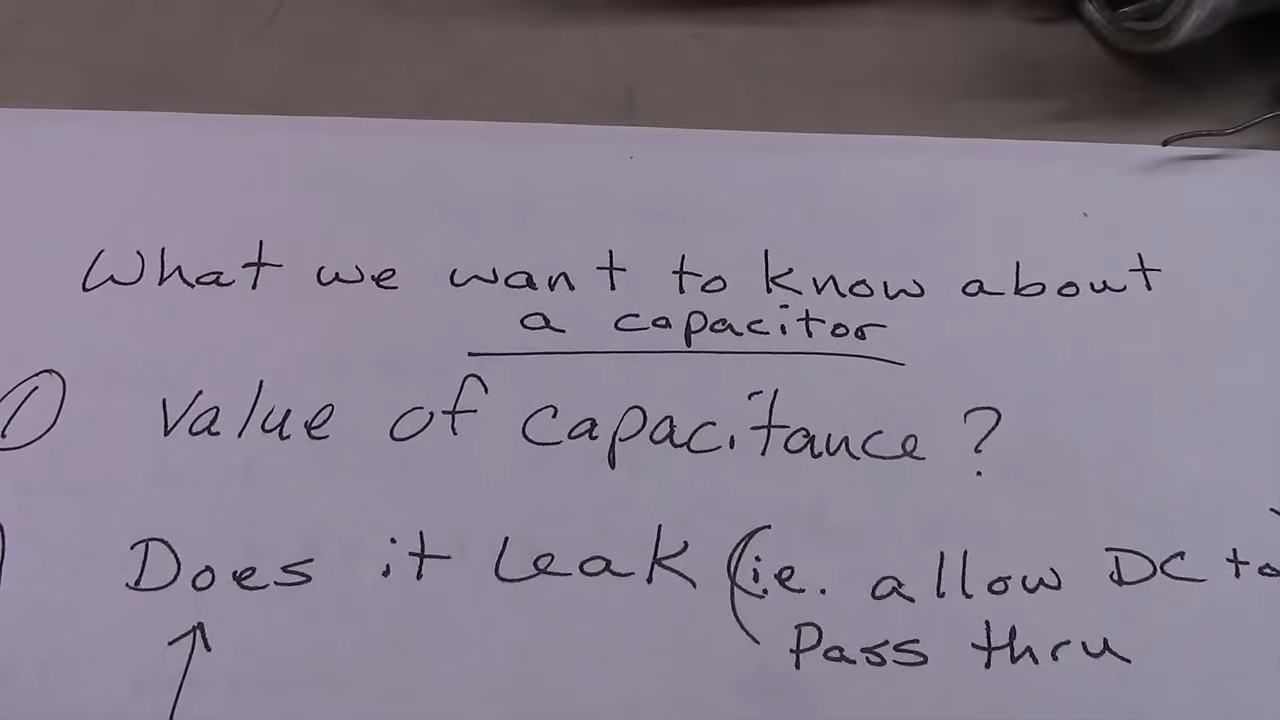 What we want to know about
a capacitor
① Value of capacitance?
Does it Leak (i.e. allow DC to
Pass thru